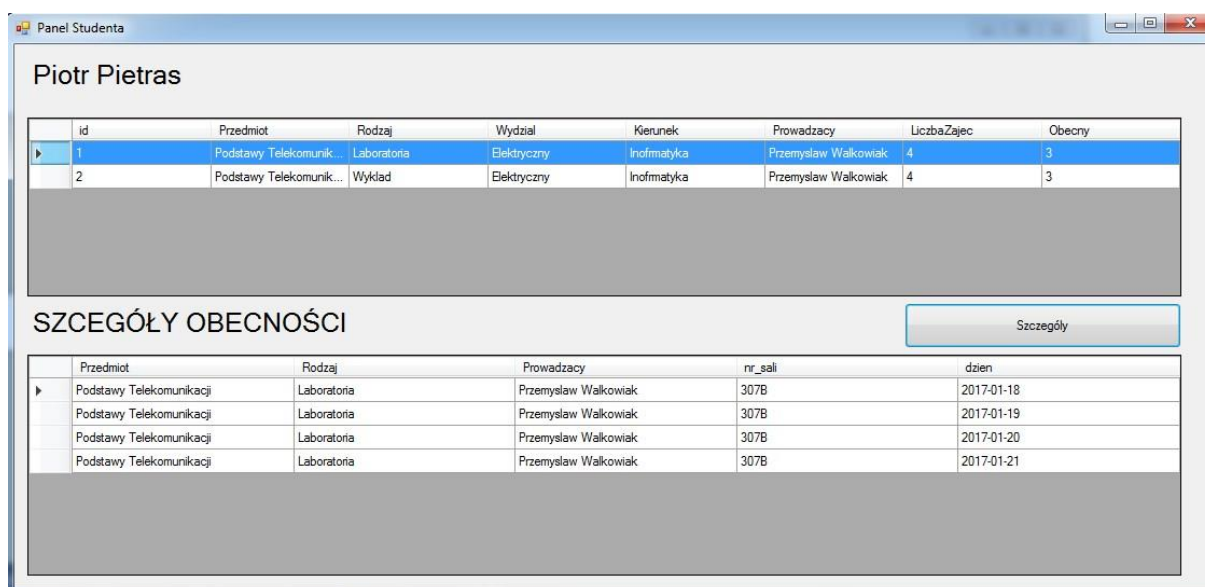 Panel Studenta
Piotr Pietras
id Przedmiot Rodzaj Wydzial Kierunek Prowadzacy LiczbaZajec Obecny
1 Podstawy Telekomunik... Laboratoria Elektryczny Inofrmatyka Przemyslaw Walkowiak 4 3
2 Podstawy Telekomunik... Wyklad Elektryczny Inofrmatyka Przemyslaw Walkowiak 4 3
SZCEGÓŁY OBECNOŚCI
Szczegóły
Przedmiot Rodzaj Prowadzacy nr_sali dzien
Podstawy Telekomunikacji Laboratoria Przemyslaw Walkowiak 307B 2017-01-18
Podstawy Telekomunikacji Laboratoria Przemyslaw Walkowiak 307B 2017-01-19
Podstawy Telekomunikacji Laboratoria Przemyslaw Walkowiak 307B 2017-01-20
Podstawy Telekomunikacji Laboratoria Przemyslaw Walkowiak 307B 2017-01-21